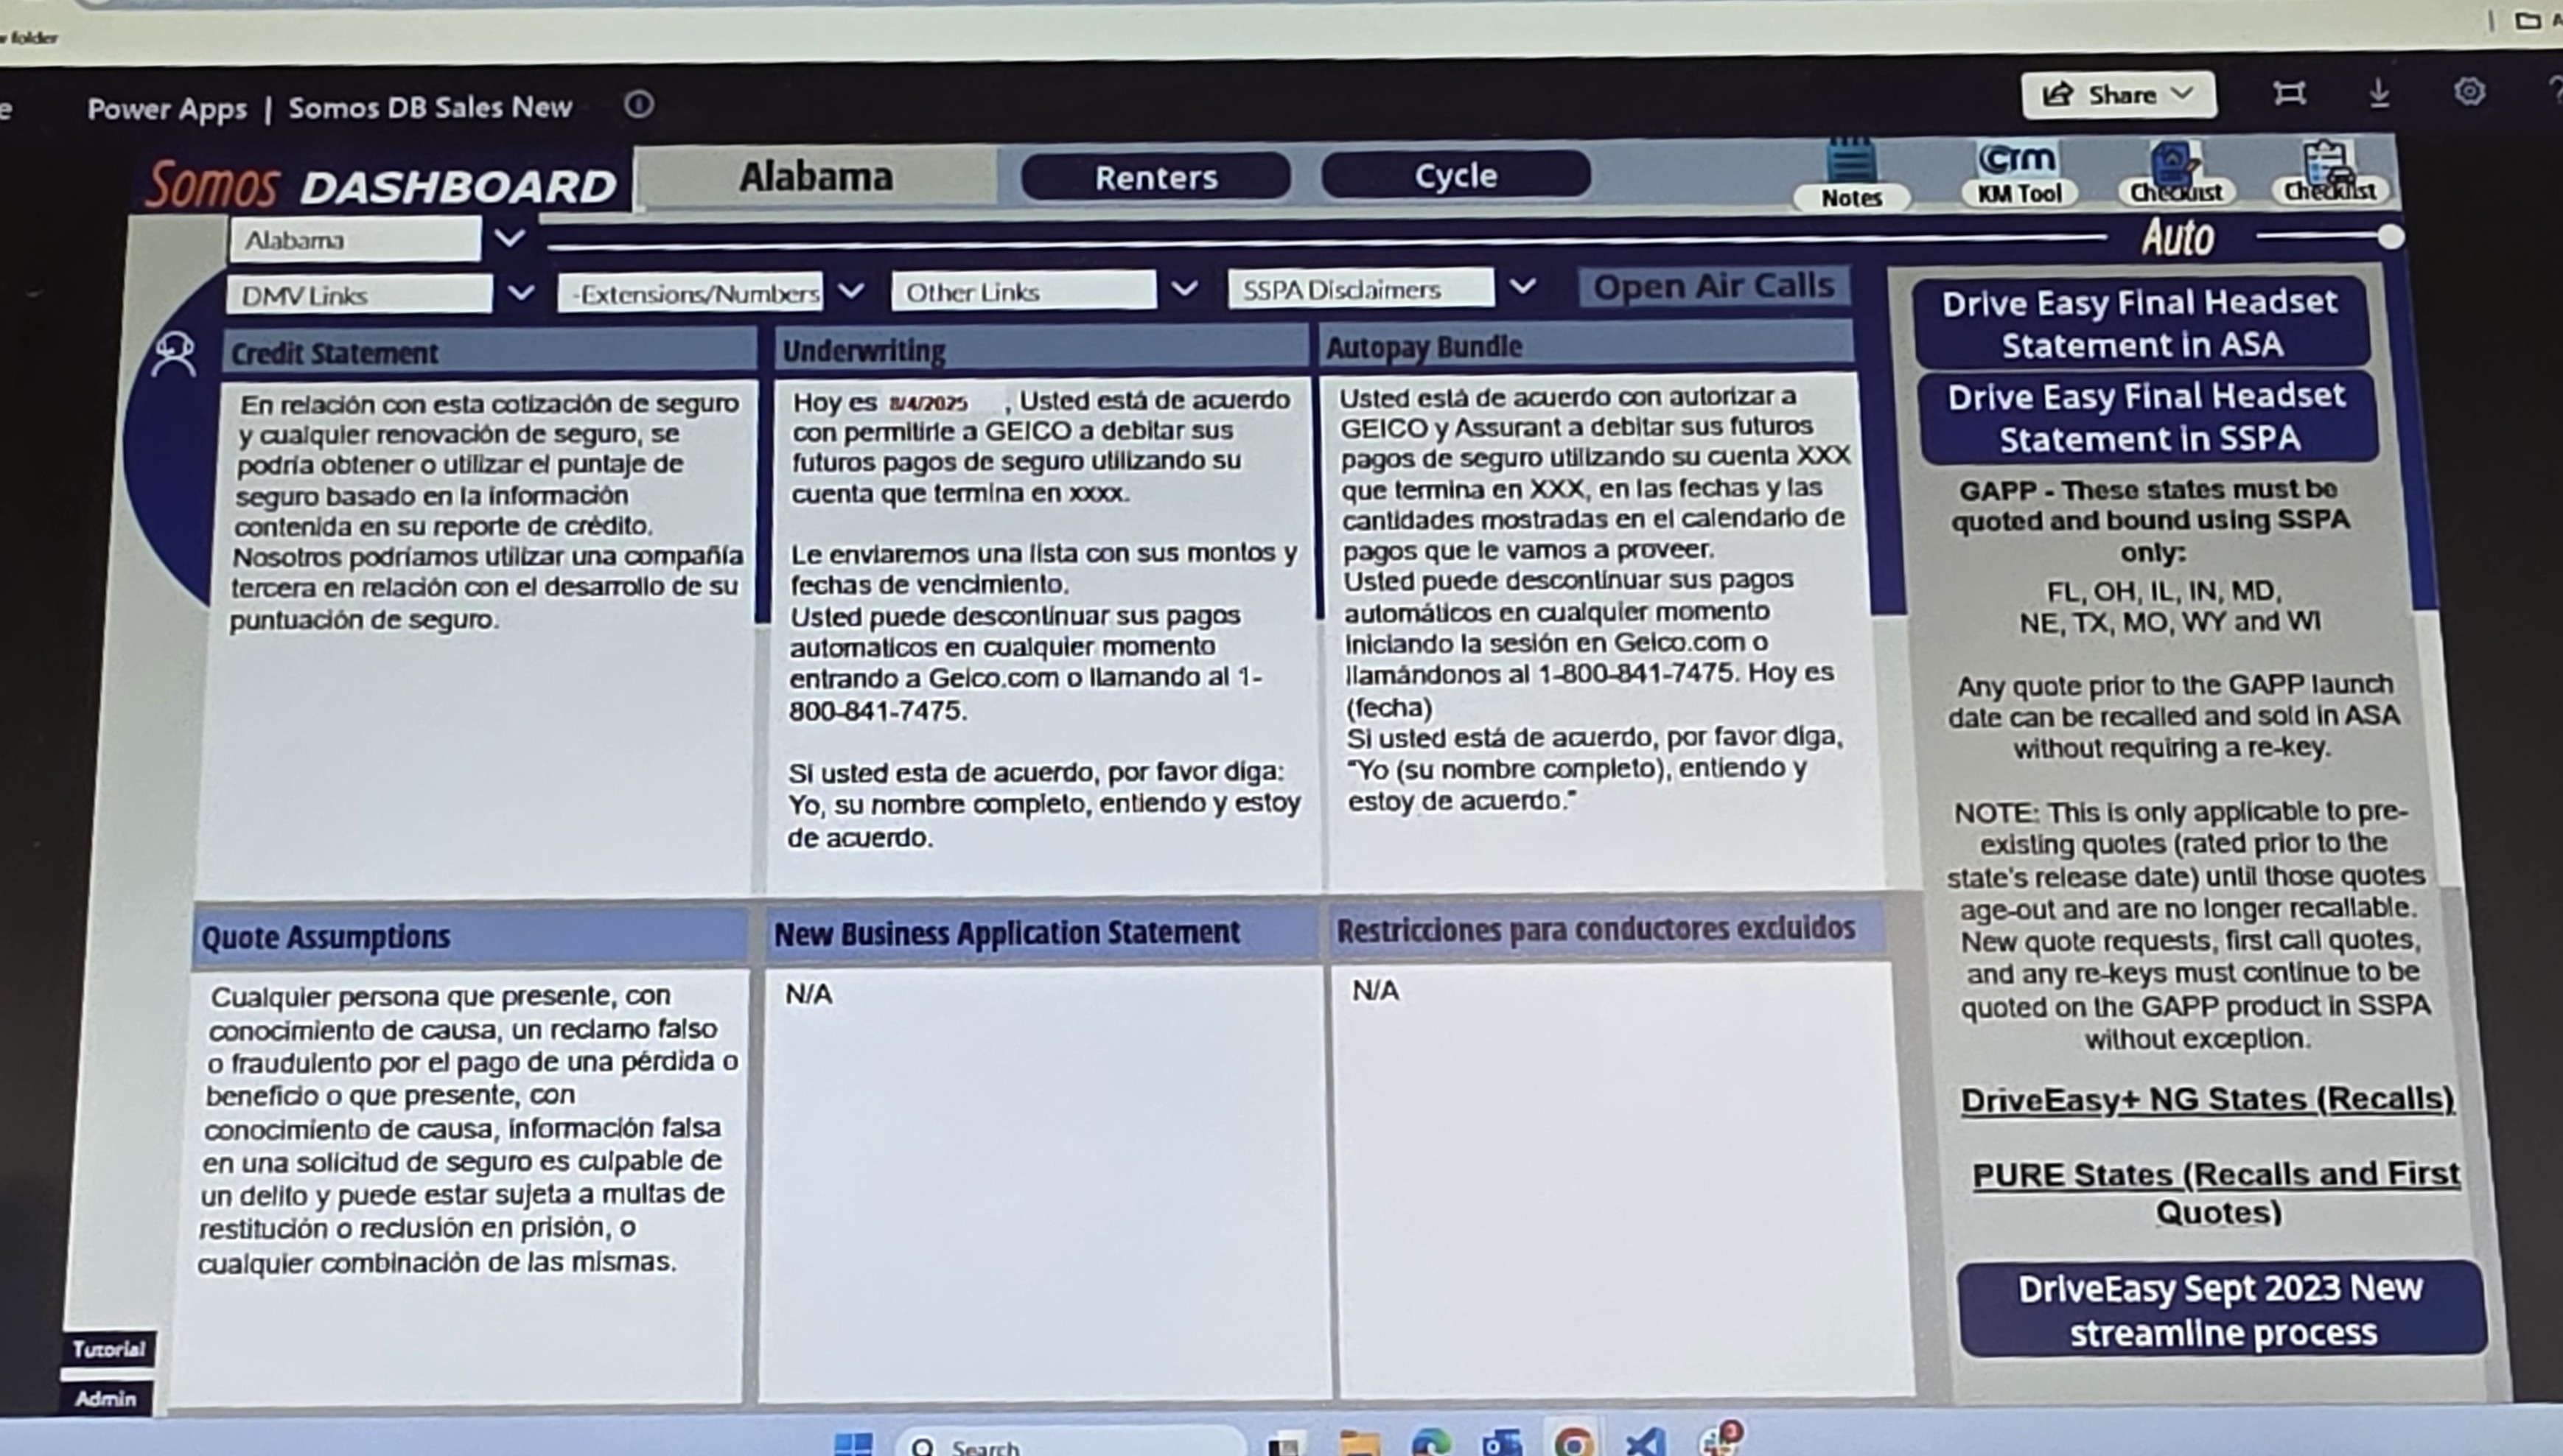 folder
Power Apps | Somos DB Sales New
Share
Somos DASHBOARD
Alabama
Renters
Cycle
Notes
Crm
KM Tool
Checklist
Checklist
Alabama
Auto
DMV Links
-Extensions/Numbers
Other Links
SSPA Disclaimers
Open Air Calls
Credit Statement
En relación con esta cotización de seguro
y cualquier renovación de seguro, se
podría obtener o utilizar el puntaje de
seguro basado en la información
contenida en su reporte de crédito.
Nosotros podríamos utilizar una compañía
tercera en relación con el desarrollo de su
puntuación de seguro.
Underwriting
Hoy es 8/4/2025 , Usted está de acuerdo
con permitirle a GEICO a debitar sus
futuros pagos de seguro utilizando su
cuenta que termina en xxxx.
Le enviaremos una lista con sus montos y
fechas de vencimiento.
Usted puede descontinuar sus pagos
automaticos en cualquier momento
entrando a Geico.com o llamando al 1-
800-841-7475.
Si usted esta de acuerdo, por favor diga:
Yo, su nombre completo, entiendo y estoy
de acuerdo.
Autopay Bundle
Usted está de acuerdo con autorizar a
GEICO y Assurant a debitar sus futuros
pagos de seguro utilizando su cuenta XXX
que termina en XXX, en las fechas y las
cantidades mostradas en el calendario de
pagos que le vamos a proveer.
Usted puede descontinuar sus pagos
automáticos en cualquier momento
iniciando la sesión en Geico.com o
llamándonos al 1-800-841-7475. Hoy es
(fecha)
Si usted está de acuerdo, por favor diga,
"Yo (su nombre completo), entiendo y
estoy de acuerdo."
Quote Assumptions
Cualquier persona que presente, con
conocimiento de causa, un reclamo falso
o fraudulento por el pago de una pérdida o
beneficio o que presente, con
conocimiento de causa, información falsa
en una solicitud de seguro es culpable de
un delito y puede estar sujeta a multas de
restitución o reclusión en prisión, o
cualquier combinación de las mismas.
New Business Application Statement
N/A
Restricciones para conductores excluidos
N/A
Drive Easy Final Headset
Statement in ASA
Drive Easy Final Headset
Statement in SSPA
GAPP - These states must be
quoted and bound using SSPA
only:
FL, OH, IL, IN, MD,
NE, TX, MO, WY and WI
Any quote prior to the GAPP launch
date can be recalled and sold in ASA
without requiring a re-key.
NOTE: This is only applicable to pre-
existing quotes (rated prior to the
state's release date) until those quotes
age-out and are no longer recallable.
New quote requests, first call quotes,
and any re-keys must continue to be
quoted on the GAPP product in SSPA
without exception.
DriveEasy+ NG States (Recalls)
PURE States (Recalls and First
Quotes)
DriveEasy Sept 2023 New
streamline process
Tutorial
Admin
Search